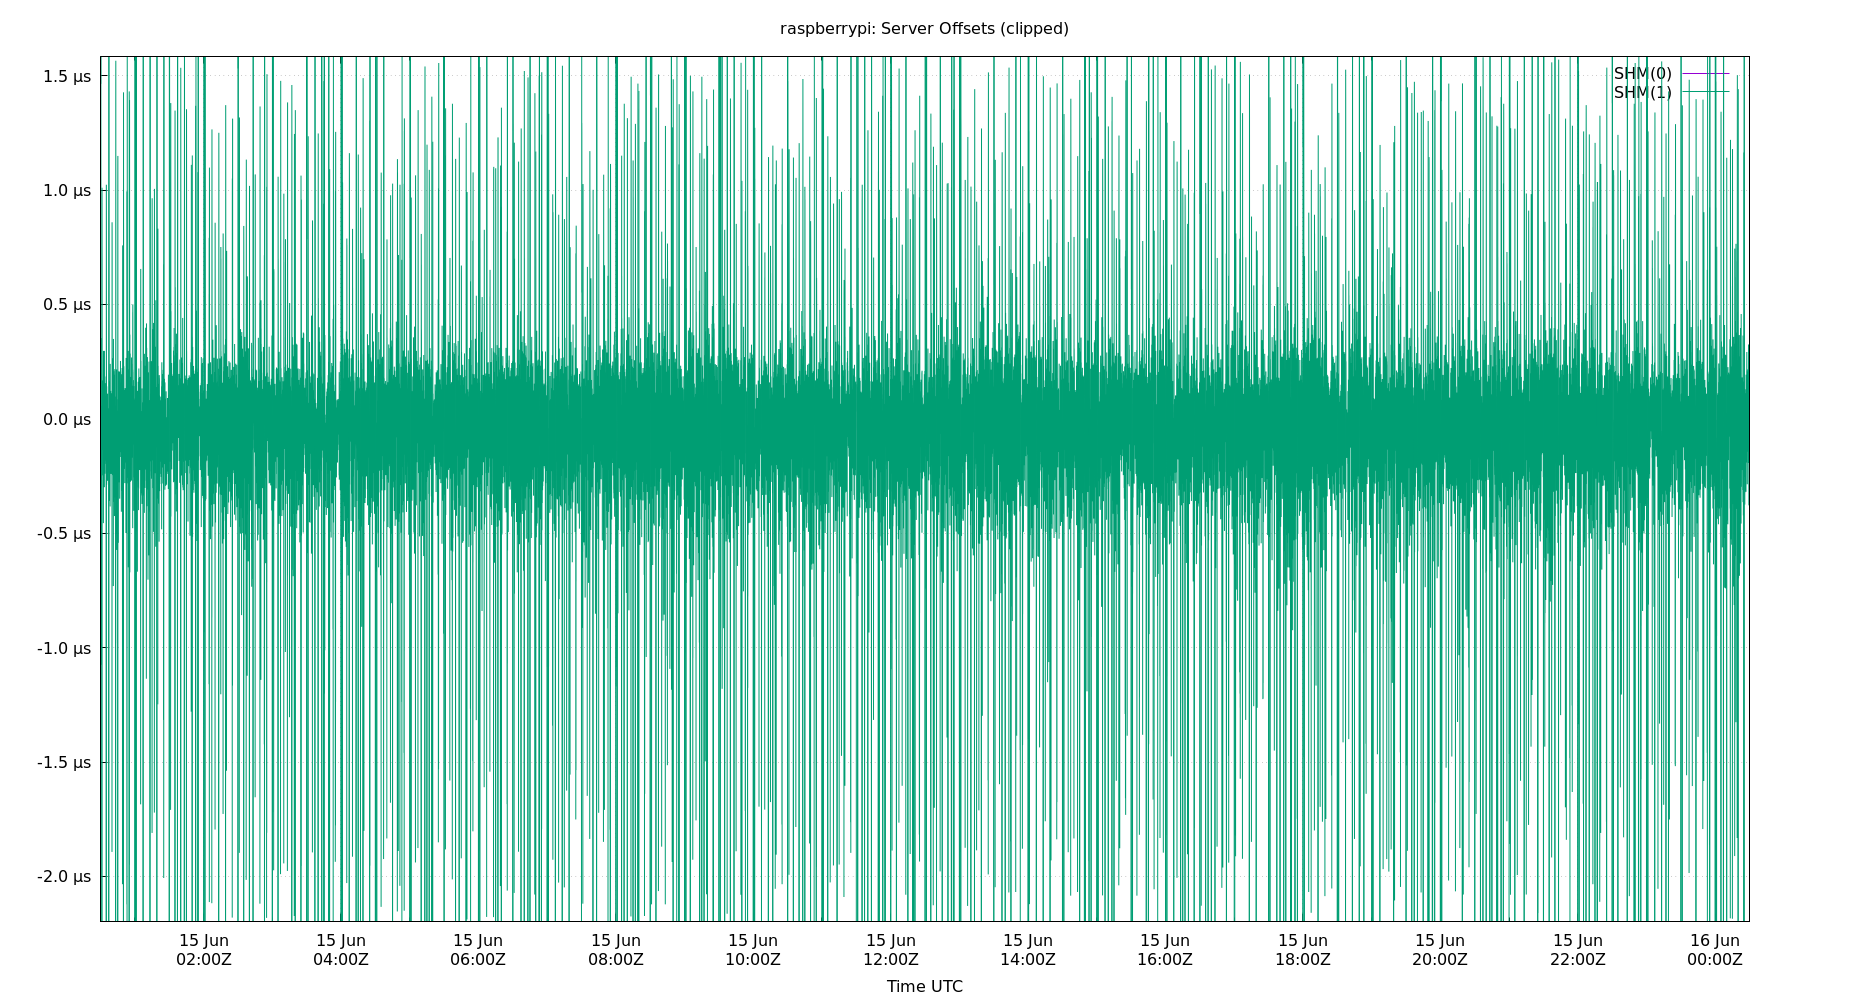 raspberrypi: Server Offsets (clipped)
SHM(0)
SHM(1)
1.5 µs
1.0 µs
0.5 µs
0.0 µs
-0.5 µs
-1.0 µs
-1.5 µs
-2.0 µs
15 Jun 15 Jun 15 Jun 15 Jun 15 Jun 15 Jun 15 Jun 15 Jun 15 Jun 15 Jun 15 Jun 16 Jun
02:00Z 04:00Z 06:00Z 08:00Z 10:00Z 12:00Z 14:00Z 16:00Z 18:00Z 20:00Z 22:00Z 00:00Z
Time UTC